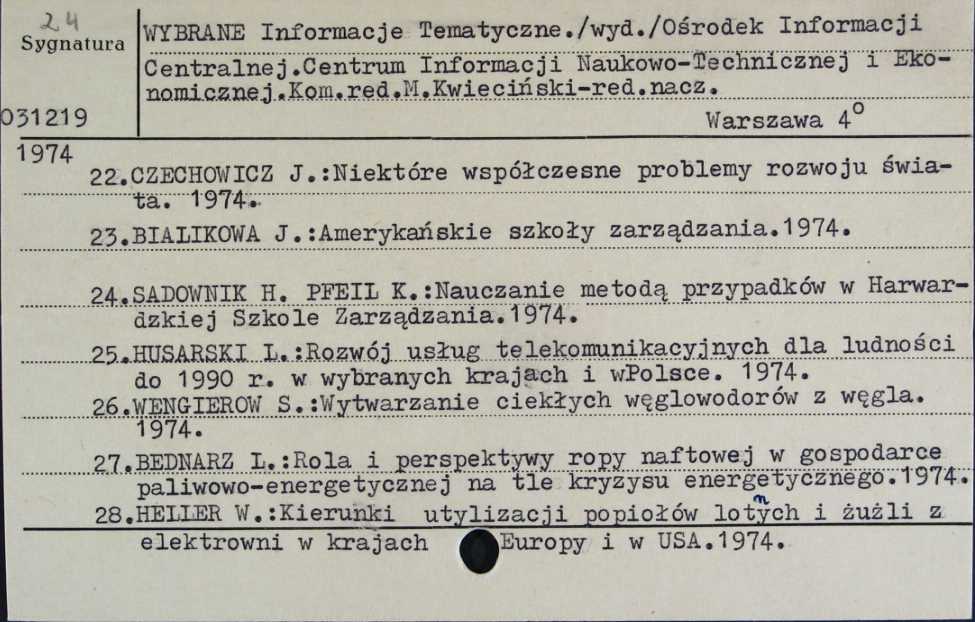 24
Sygnatura
WYBRANE Informacje Tematyczne./wyd./Ośrodek Informacji
Centralnej.Centrum Informacji Naukowo-Technicznej i Eko-
nomicznej.Kom.red.M.Kwieciński-red.nacz.
031219
Warszawa 4o
1974
22.CZECHOWICZ J.:Niektóre współczesne problemy rozwoju świa-
ta. 1974.
23.BIALIKOWA J.:Amerykańskie szkoły zarządzania.1974.
24.SADOWNIK H. PFEIL K.:Nauczanie metodą przypadków w Harwar-
dzkiej Szkole Zarządzania.1974.
25.HUSARSKI L.:Rozwój usług telekomunikacyjnych dla ludności
do 1990 r. w wybranych krajach i wPolsce. 1974.
26.WENGIEROW S.:Wytwarzanie ciekłych węglowodorów z węgla.
1974.
27.BEDNARZ L.:Rola i perspektywy ropy naftowej w gospodarce
paliwowo-energetycznej na tle kryzysu energetycznego.1974.
28.HELLER W.:Kierunki utylizacji popiołów lotnych i żużli z
elektrowni w krajach Europy i w USA.1974.